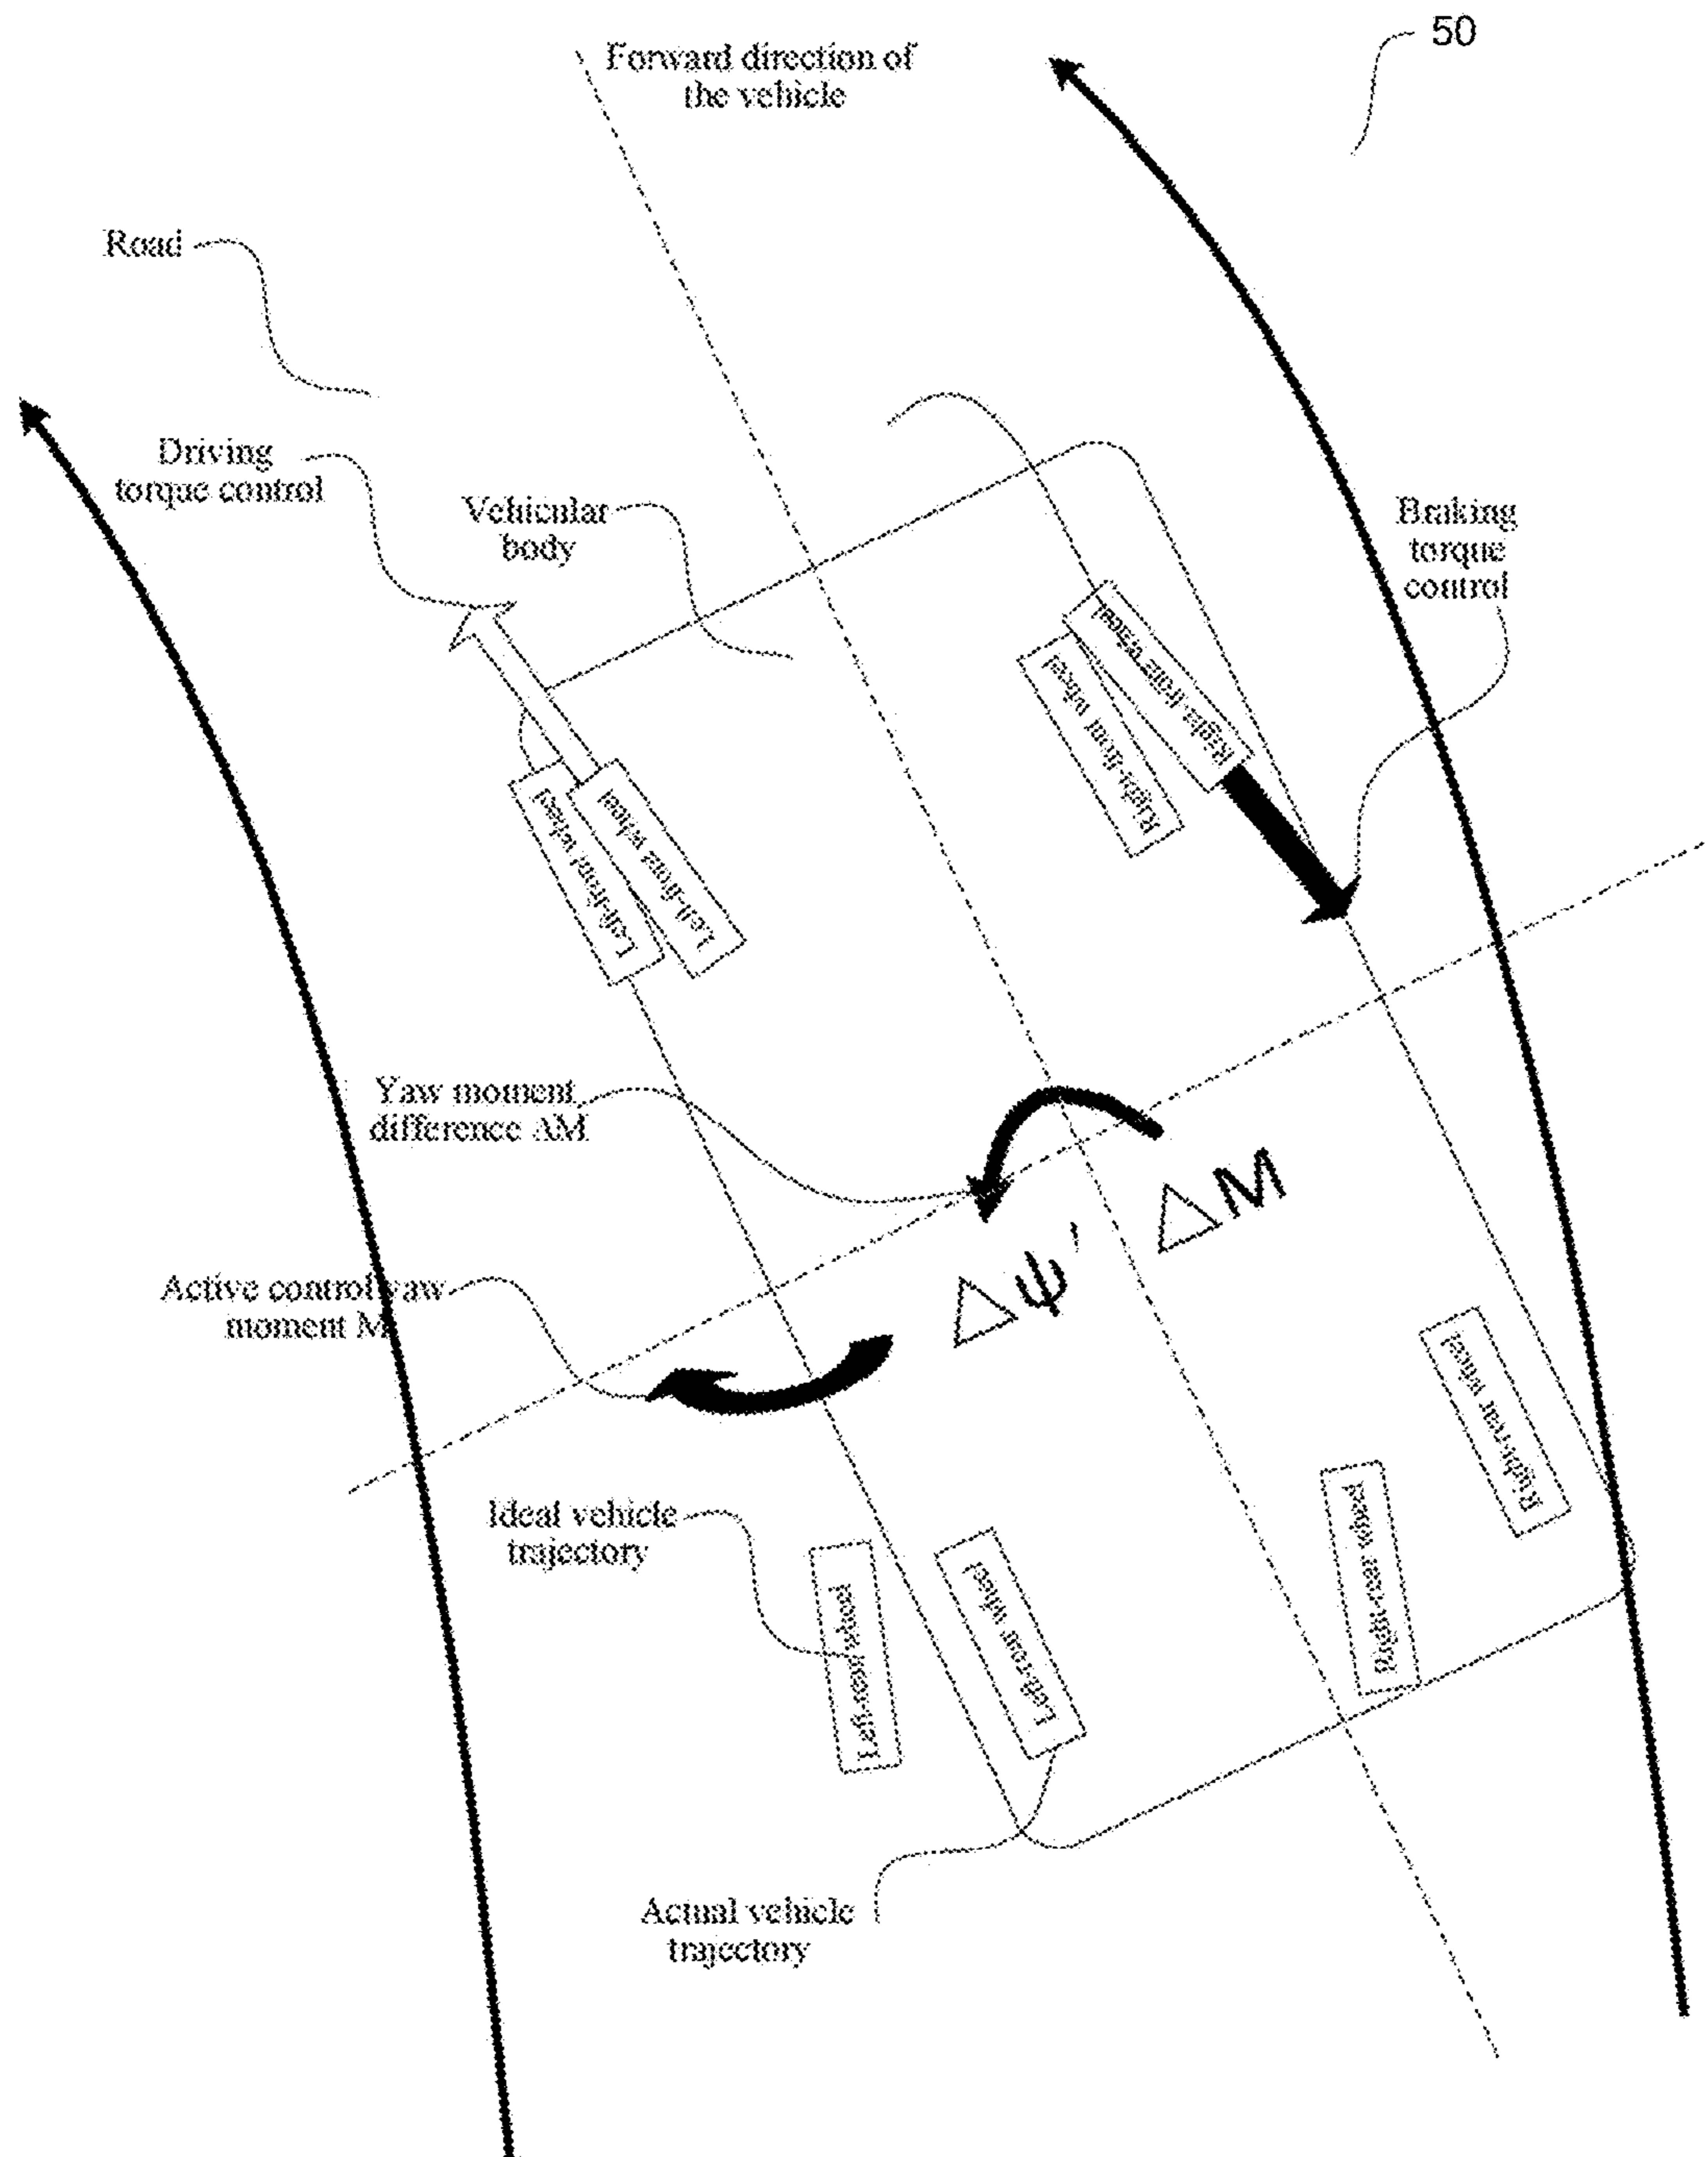 50
Forward direction of
the vehicle
Road
Driving
torque control
Vehicular
body
Braking
torque
control
Right-front wheel
Right-front wheel
Left-front wheel
Left-front wheel
Yaw moment
difference ΔM
ΔM
Δψ'
Active control yaw
moment M
Right-rear wheel
Right-rear wheel
Ideal vehicle
trajectory
Left-rear wheel
Left-rear wheel
Actual vehicle
trajectory